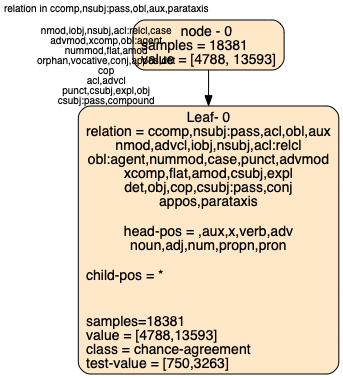 relation in ccomp,nsubj:pass,obl,aux,parataxis
nmod,iobj,nsubj,acl:relcl,case
advmod,xcomp,obl:agent
nummod,flat,amod
orphan,vocative,conj,appos,det
cop
acl,advcl
punct,csubj,expl,obj
csubj:pass,compound
node - 0
samples = 18381
value = [4788, 13593]
Leaf- 0
relation = ccomp,nsubj:pass,acl,obl,aux
nmod,advcl,iobj,nsubj,acl:relcl
obl:agent,nummod,case,punct,advmod
xcomp,flat,amod,csubj,expl
det,obj,cop,csubj:pass,conj
appos,parataxis
head-pos = ,aux,x,verb,adv
noun,adj,num,propn,pron
child-pos = *
samples=18381
value = [4788,13593]
class = chance-agreement
test-value = [750,3263]